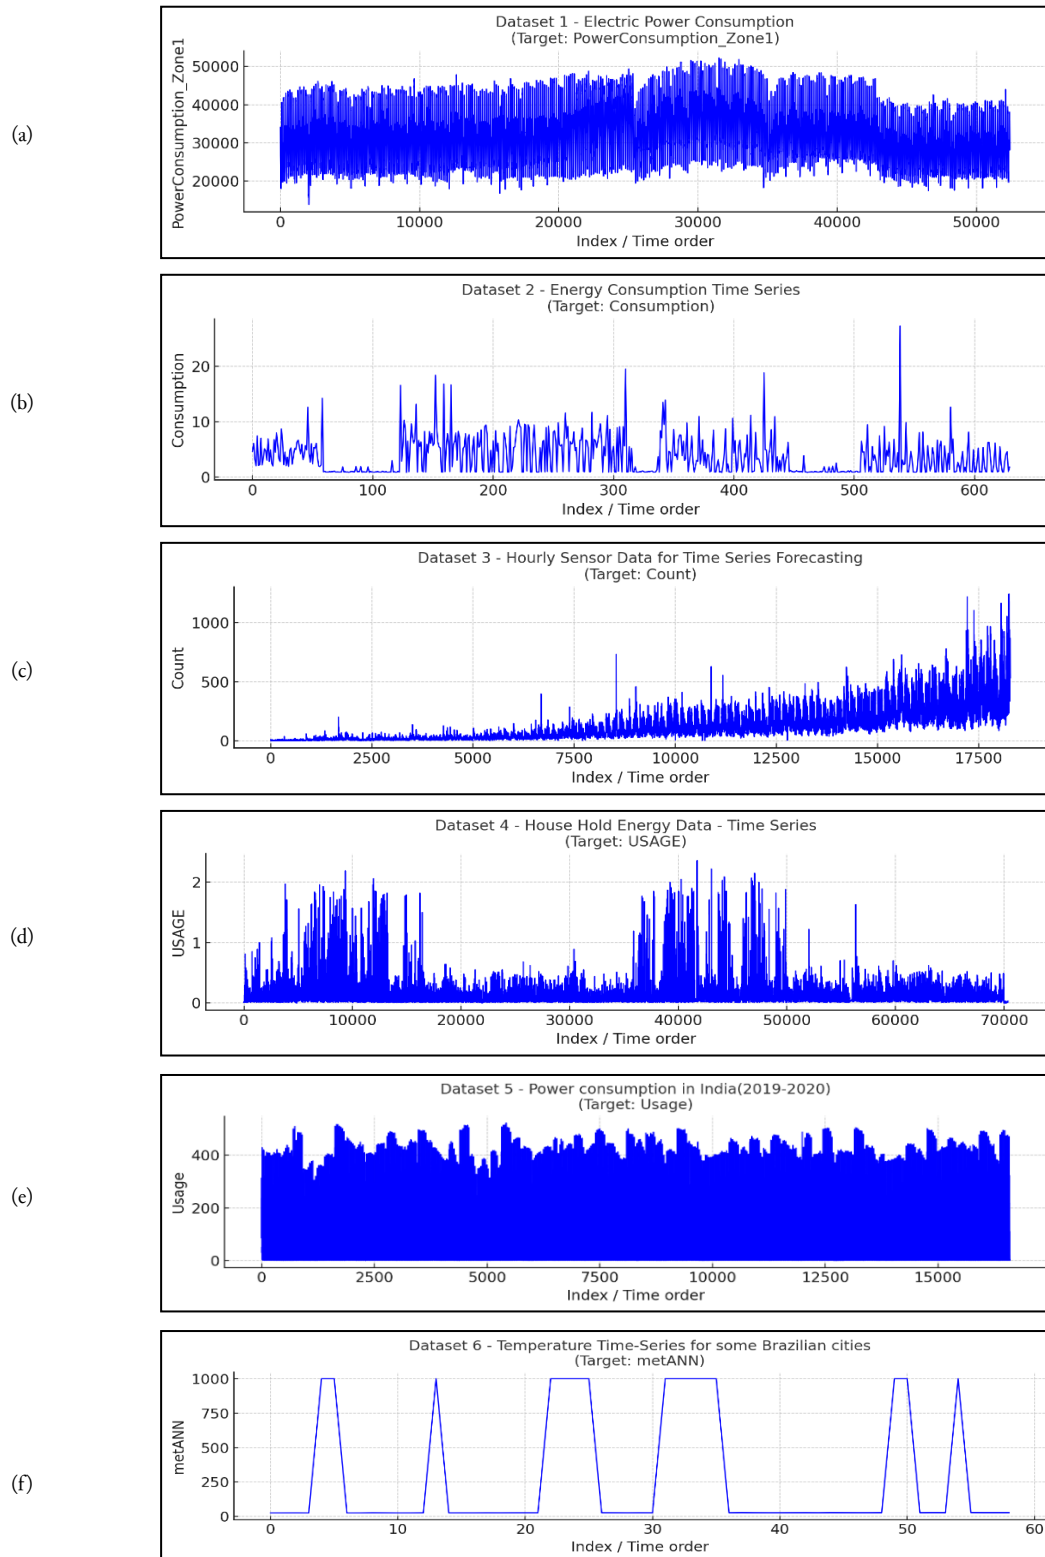 (a)
Dataset 1 - Electric Power Consumption
(Target: PowerConsumption_Zone1)
PowerConsumption_Zone1
50000
40000
30000
20000
0 10000 20000 30000 40000 50000
Index / Time order
(b)
Dataset 2 - Energy Consumption Time Series
(Target: Consumption)
Consumption
20
10
0
0 100 200 300 400 500 600
Index / Time order
(c)
Dataset 3 - Hourly Sensor Data for Time Series Forecasting
(Target: Count)
Count
1000
500
0
0 2500 5000 7500 10000 12500 15000 17500
Index / Time order
(d)
Dataset 4 - House Hold Energy Data - Time Series
(Target: USAGE)
USAGE
2
1
0
0 10000 20000 30000 40000 50000 60000 70000
Index / Time order
(e)
Dataset 5 - Power consumption in India(2019-2020)
(Target: Usage)
Usage
400
200
0
0 2500 5000 7500 10000 12500 15000
Index / Time order
(f)
Dataset 6 - Temperature Time-Series for some Brazilian cities
(Target: metANN)
metANN
1000
750
500
250
0
0 10 20 30 40 50 60
Index / Time order